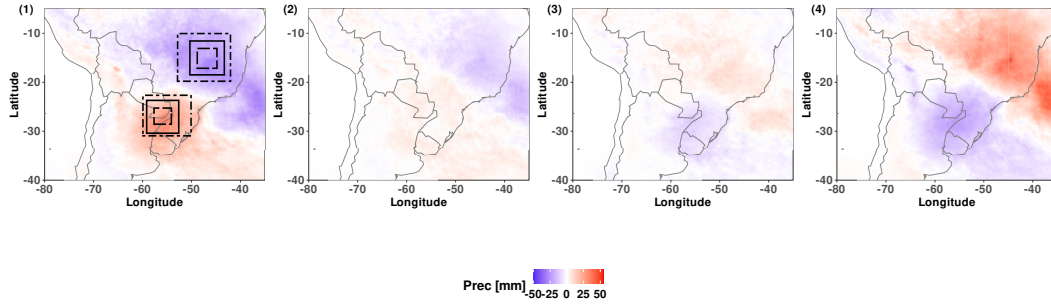 (1) (2) (3) (4)
-10 -10 -10 -10
-20 -20 -20 -20
-30 -30 -30 -30
-40 -40 -40 -40
Latitude Latitude Latitude Latitude
-80 -70 -60 -50 -40 -80 -70 -60 -50 -40 -80 -70 -60 -50 -40 -80 -70 -60 -50 -40
Longitude Longitude Longitude Longitude
Prec [mm]
-50 -25 0 25 50